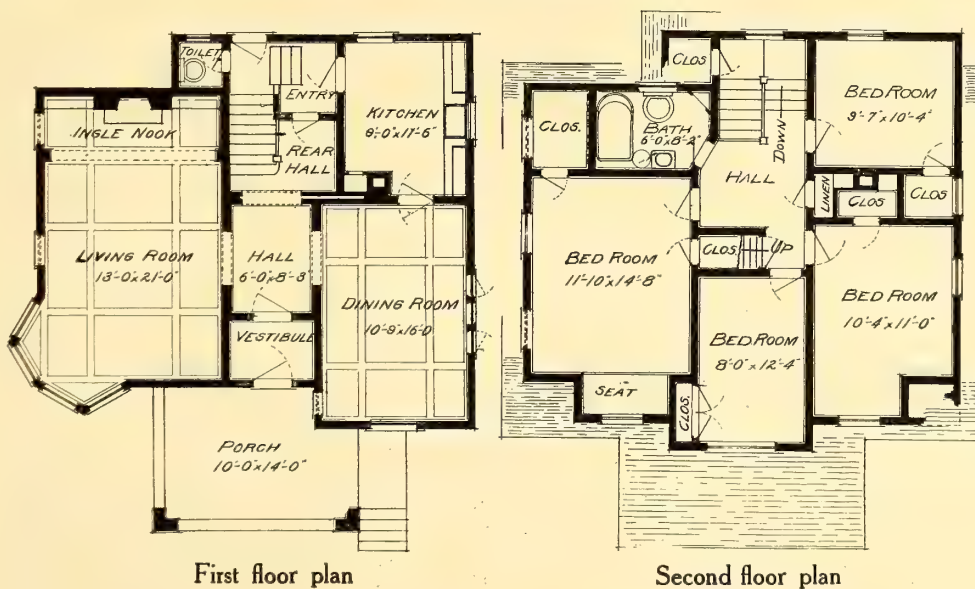 TOILET
ENTRY
KITCHEN
9'-0"X17'-6"
INGLE NOOK
REAR
HALL
LIVING ROOM
13'-0"X21'-0"
HALL
6'-0"X8'-3"
DINING ROOM
10'-9"X16'-0
VESTIBULE
PORCH
10'-0"X14'-0"
First floor plan
CLOS
BED ROOM
9'-7"X10'-4"
CLOS.
BATH
6'-0"X8'-2"
DOWN
HALL
LINEN
CLOS
CLOS
BED ROOM
11'-10"X14'-8"
CLOS.
UP
BED ROOM
10'-4"X11'-0"
BED ROOM
8'-0"X12'-4"
SEAT
CLOS.
Second floor plan